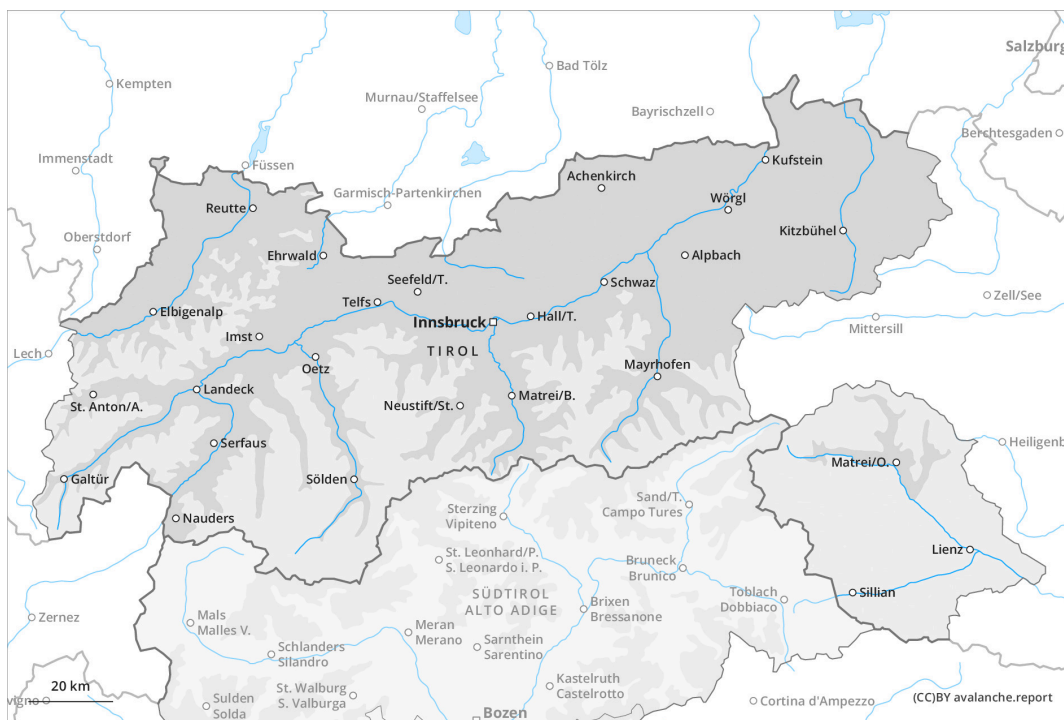 Salzburg
Bad Tölz
Kempten
Murnau/Staffelsee
Bayrischzell
Berchtesgaden
Immenstadt
Füssen
Kufstein
Achenkirch
Garmisch-Partenkirchen
Wörgl
Reutte
Kitzbühel
Oberstdorf
Ehrwald
Alpbach
Seefeld/T.
Schwaz
Zell/See
Telfs
Elbigenalp
Innsbruck
Hall/T.
Mittersill
Imst
TIROL
Lech
Oetz
Mayrhofen
Landeck
St. Anton/A.
Neustift/St.
Matrei/B.
Serfaus
Heiligenb
Matrei/O.
Galtür
Sölden
Sand/T.
Campo Tures
Sterzing
Vipiteno
Nauders
Lienz
St. Leonhard/P.
S. Leonardo i. P.
Bruneck
Brunico
SÜDTIROL
ALTO ADIGE
Toblach
Dobbiaco
Sillian
Zernez
Mals
Malles V.
Brixen
Bressanone
Meran
Merano
Schlanders
Silandro
Sarnthein
Sarentino
20 km
Kastelruth
Castelrotto
St. Walburg
S. Valburga
Sulden
Solda
vigno
Cortina d'Ampezzo
(CC)BY avalanche.report
Bozen